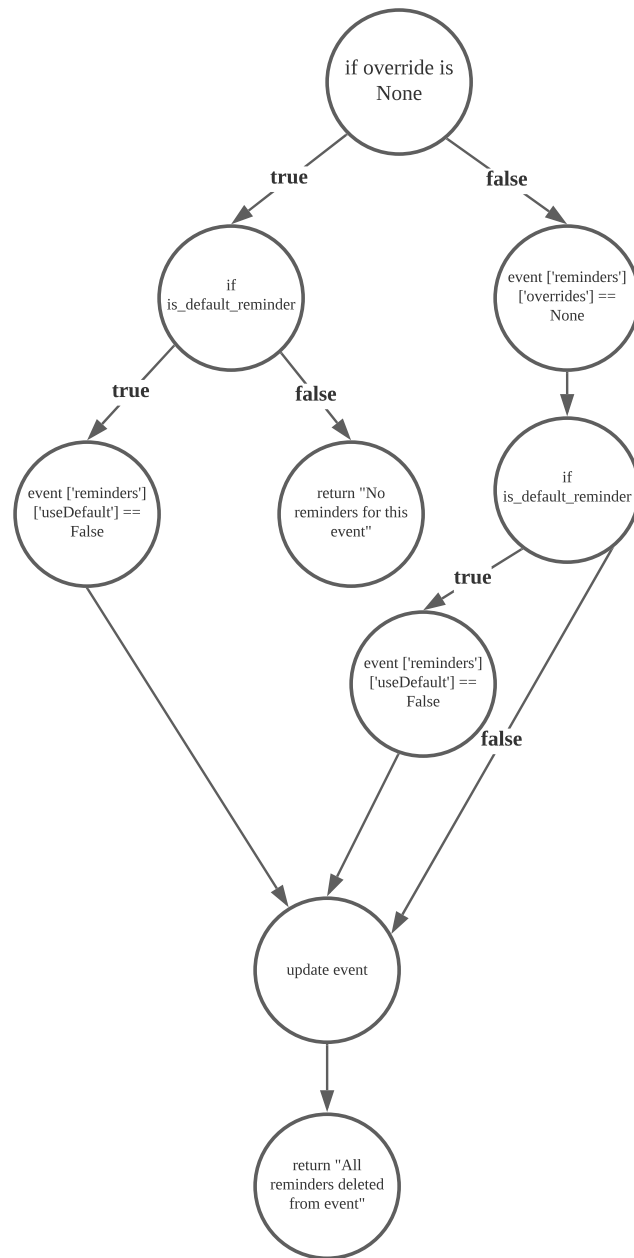 if override is
None
true
false
if
is_default_reminder
event ['reminders']
['overrides'] ==
None
true
false
event ['reminders']
['useDefault'] ==
False
return "No
reminders for this
event"
if
is_default_reminder
true
event ['reminders']
['useDefault'] ==
False
false
update event
return "All
reminders deleted
from event"